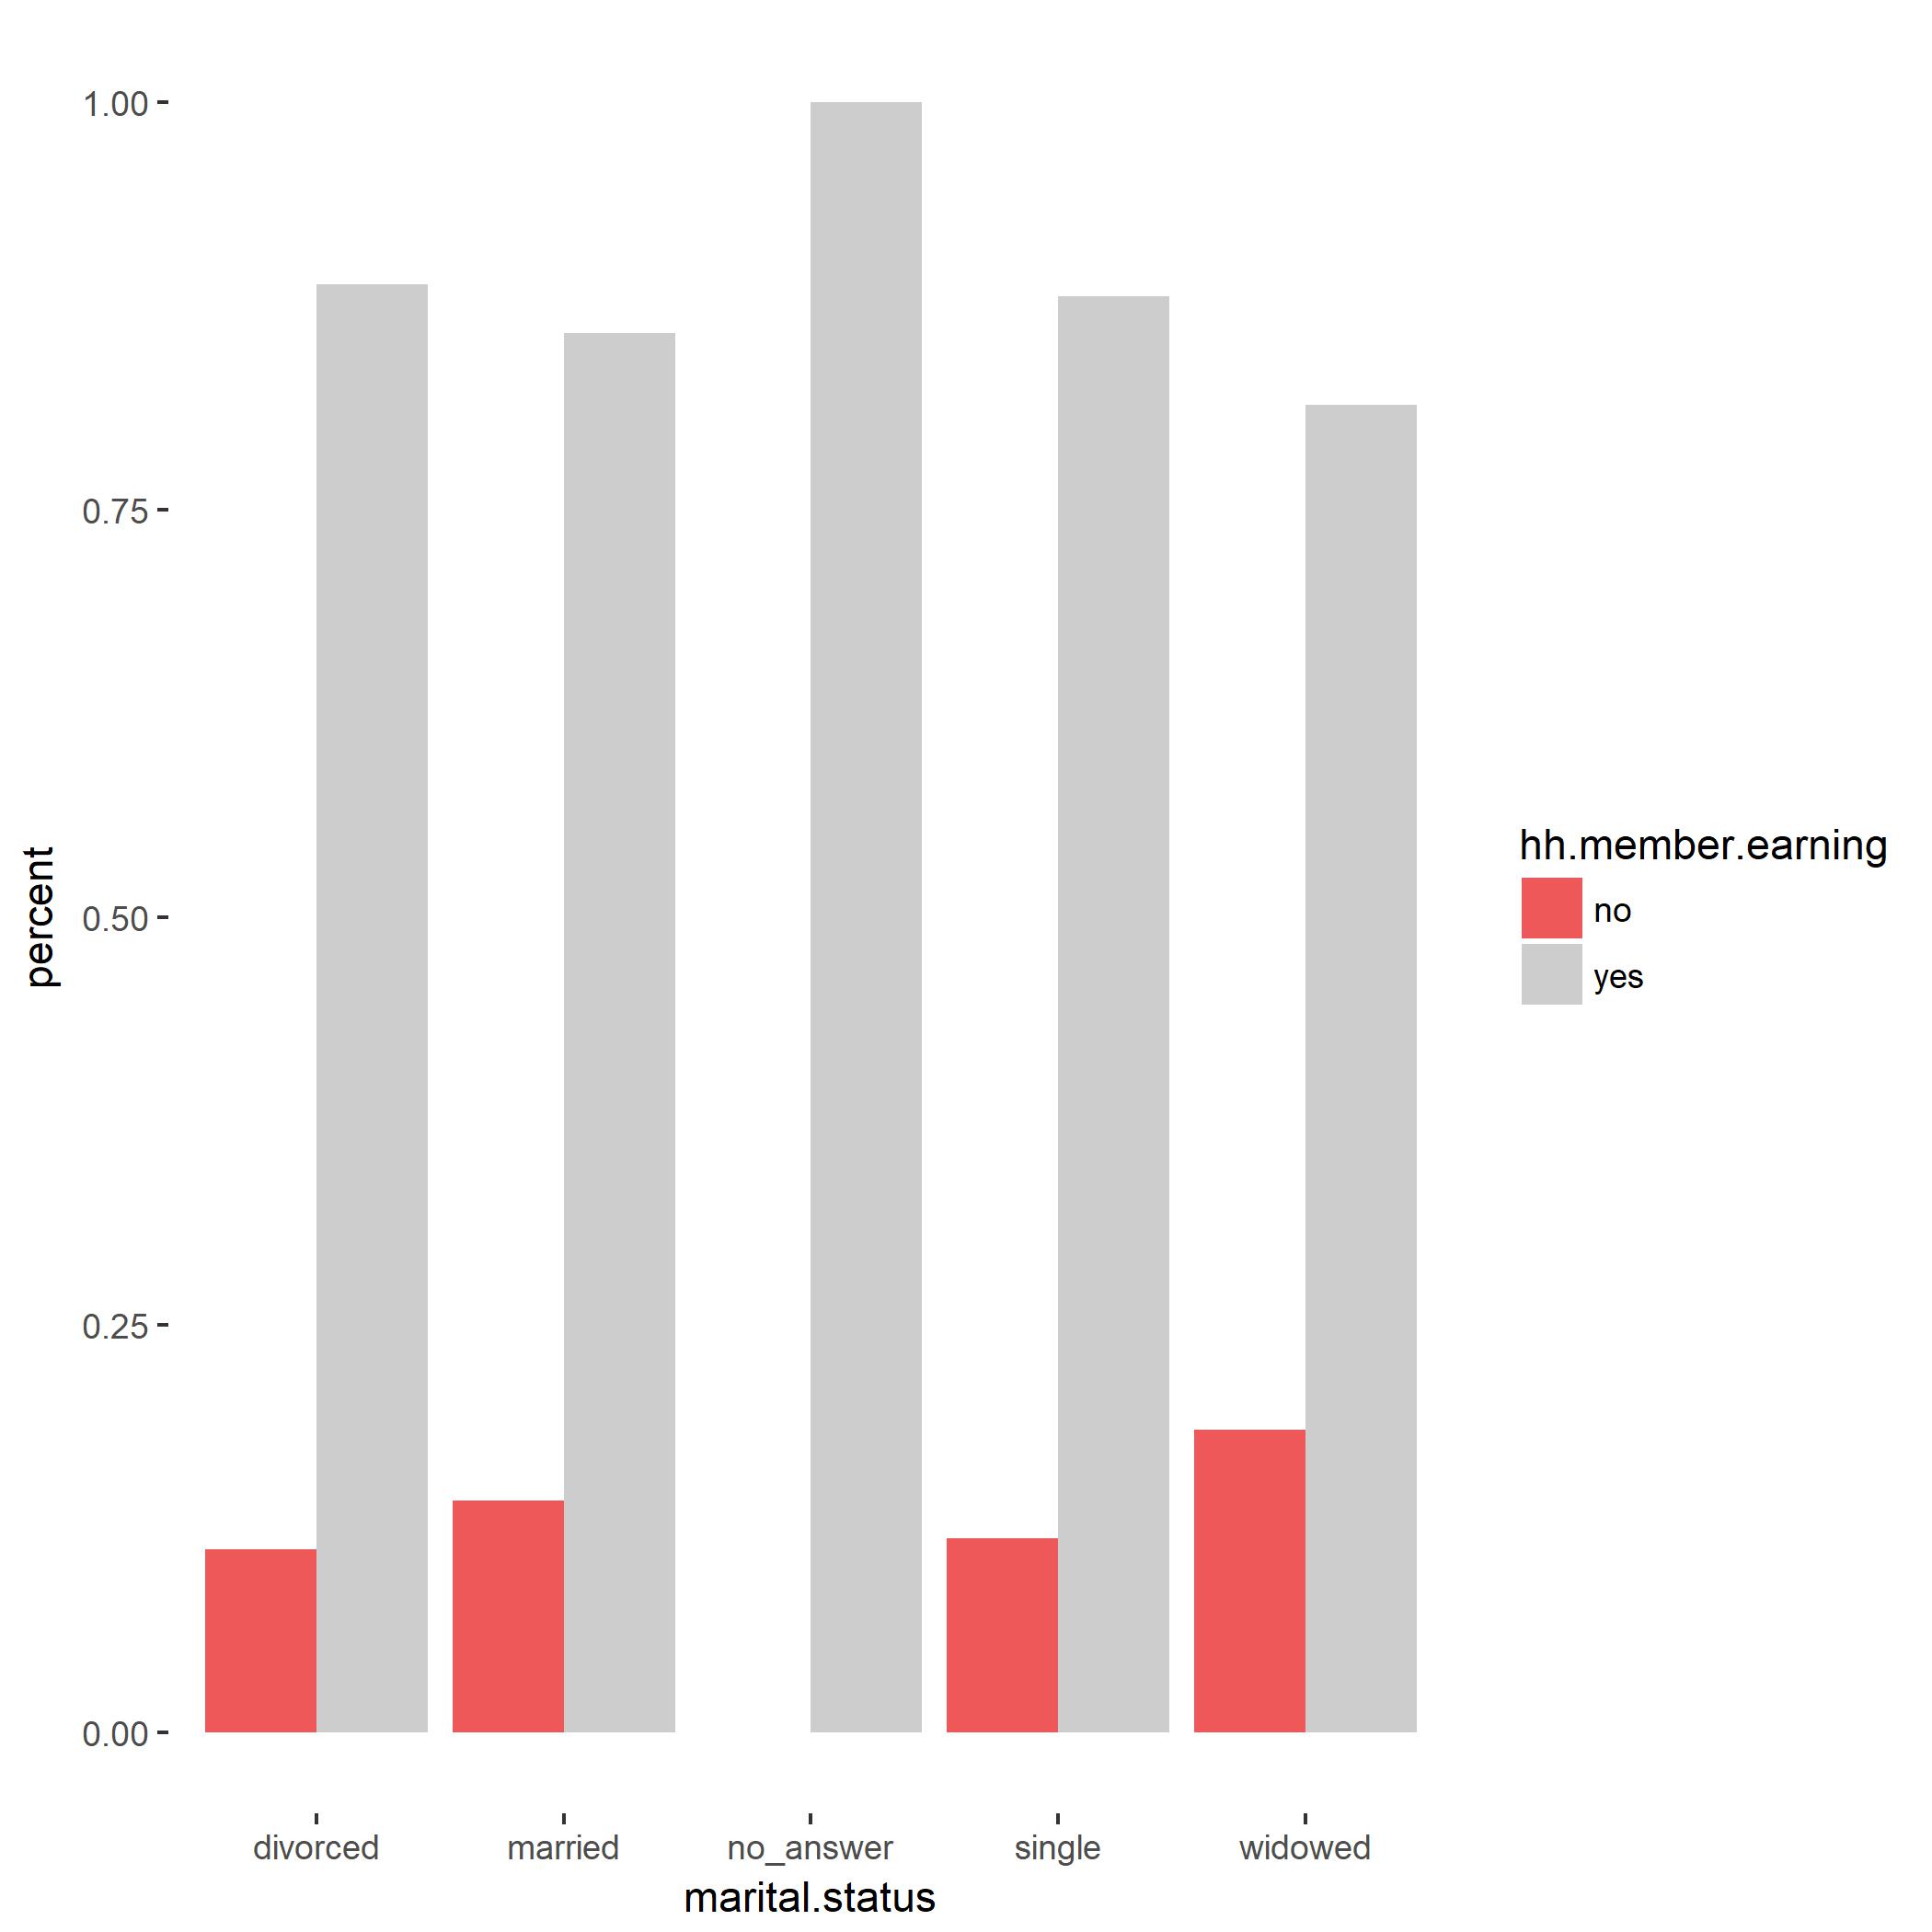 percent
1.00
0.75
0.50
0.25
0.00
divorced married no_answer single widowed
marital.status
hh.member.earning
no
yes